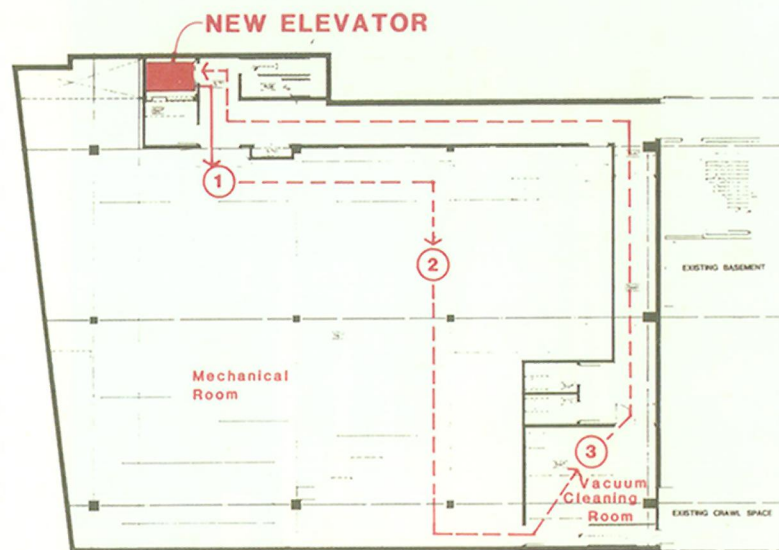 NEW ELEVATOR
1
2
EXISTING BASEMENT
Mechanical
Room
3
Vacuum
Cleaning
Room
EXISTING CRAWL SPACE